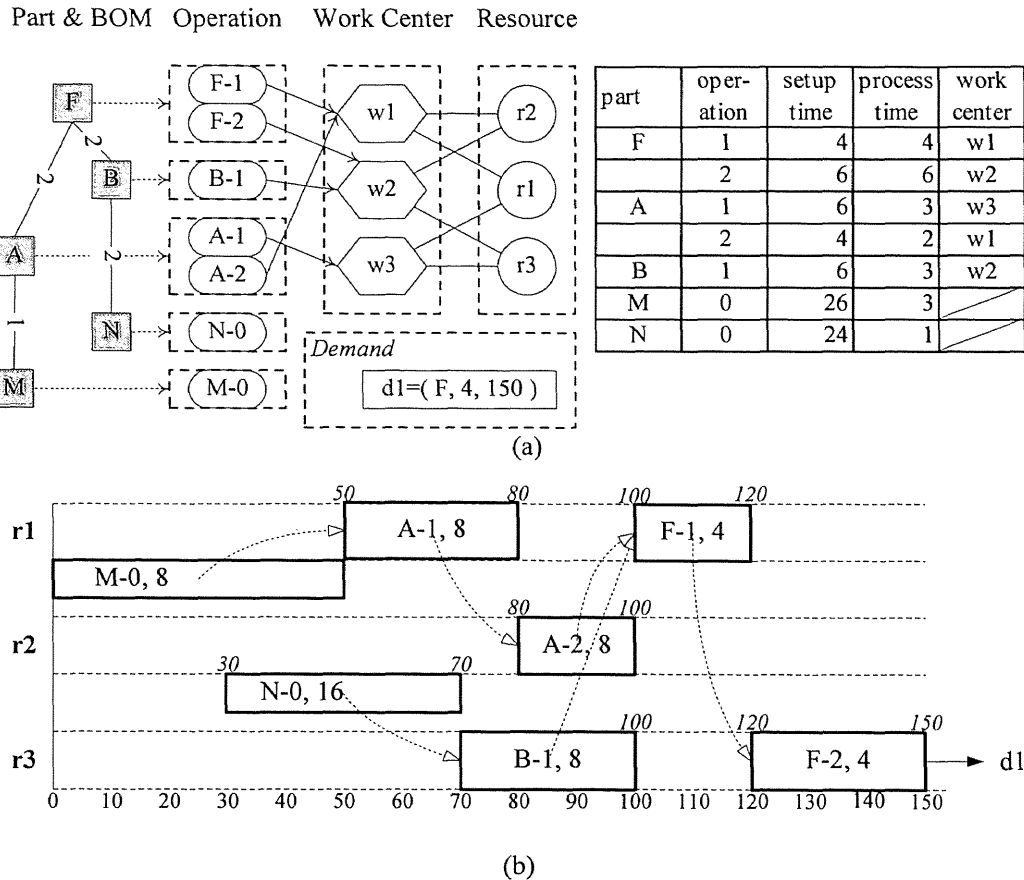 Part & BOM Operation Work Center Resource
F
2
2
B
A
2
1
N
M
F-1
F-2
B-1
A-1
A-2
N-0
M-0
w1
w2
w3
r2
r1
r3
Demand
d1=( F, 4, 150 )
part oper-ation setup time process time work center
F 1 4 4 w1
2 6 6 w2
A 1 6 3 w3
2 4 2 w1
B 1 6 3 w2
M 0 26 3
N 0 24 1
(a)
50 80 100 120
r1 A-1, 8 F-1, 4
M-0, 8
80 100
r2 A-2, 8
30 70
N-0, 16
100 120 150
r3 B-1, 8 F-2, 4 d1
0 10 20 30 40 50 60 70 80 90 100 110 120 130 140 150
(b)